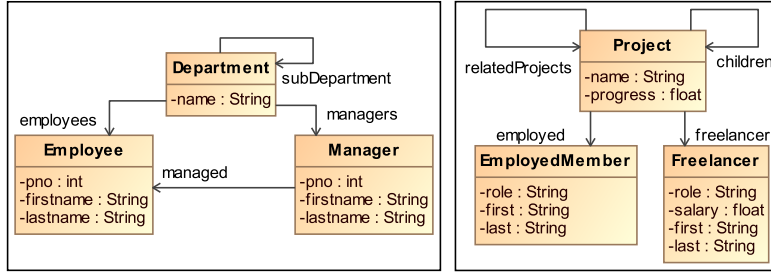 Department
-name : String
subDepartment
employees
managers
Employee
-pno : int
-firstname : String
-lastname : String
managed
Manager
-pno : int
-firstname : String
-lastname : String
Project
-name : String
-progress : float
relatedProjects
children
employed
freelancer
EmployedMember
-role : String
-first : String
-last : String
Freelancer
-role : String
-salary : float
-first : String
-last : String